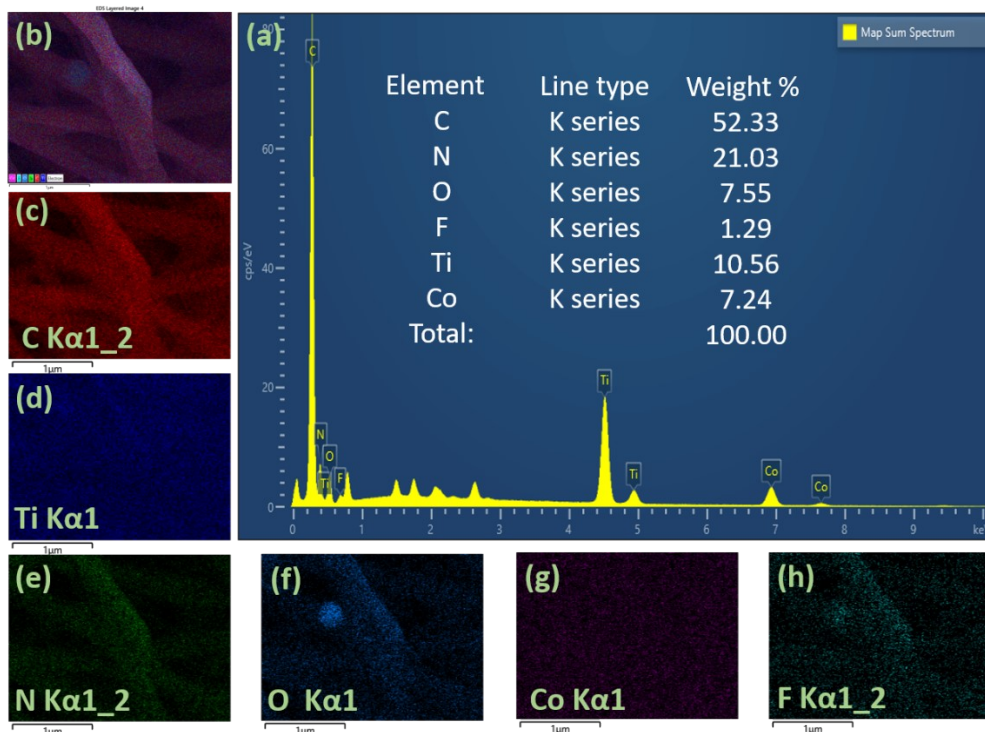 EDS Layered Image 4
(b)
1µm
(a)
Map Sum Spectrum
Element Line type Weight %
C K series 52.33
N K series 21.03
O K series 7.55
F K series 1.29
Ti K series 10.56
Co K series 7.24
Total: 100.00
cps/eV
80
60
40
20
0
C
N
O
Ti
F
Ti
Ti
Co
Co
0 1 2 3 4 5 6 7 8 9 ke
(c)
C Kα1_2
1µm
(d)
Ti Kα1
1µm
(e)
N Kα1_2
1µm
(f)
O Kα1
1µm
(g)
Co Kα1
1µm
(h)
F Kα1_2
1µm